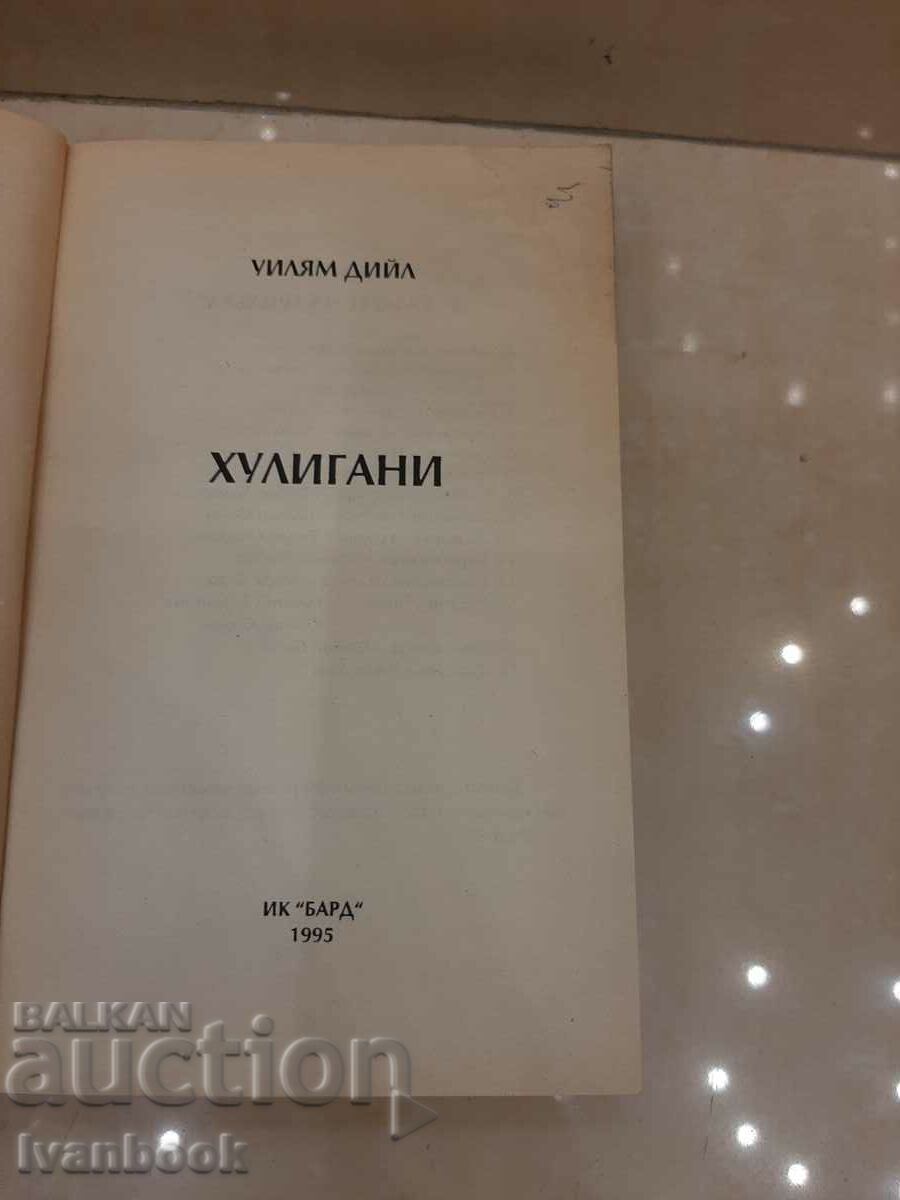 УИЛЯМ ДИЙЛ
ХУЛИГАНИ
ИК "БАРД"
1995
BALKAN
auction
Ivanbook